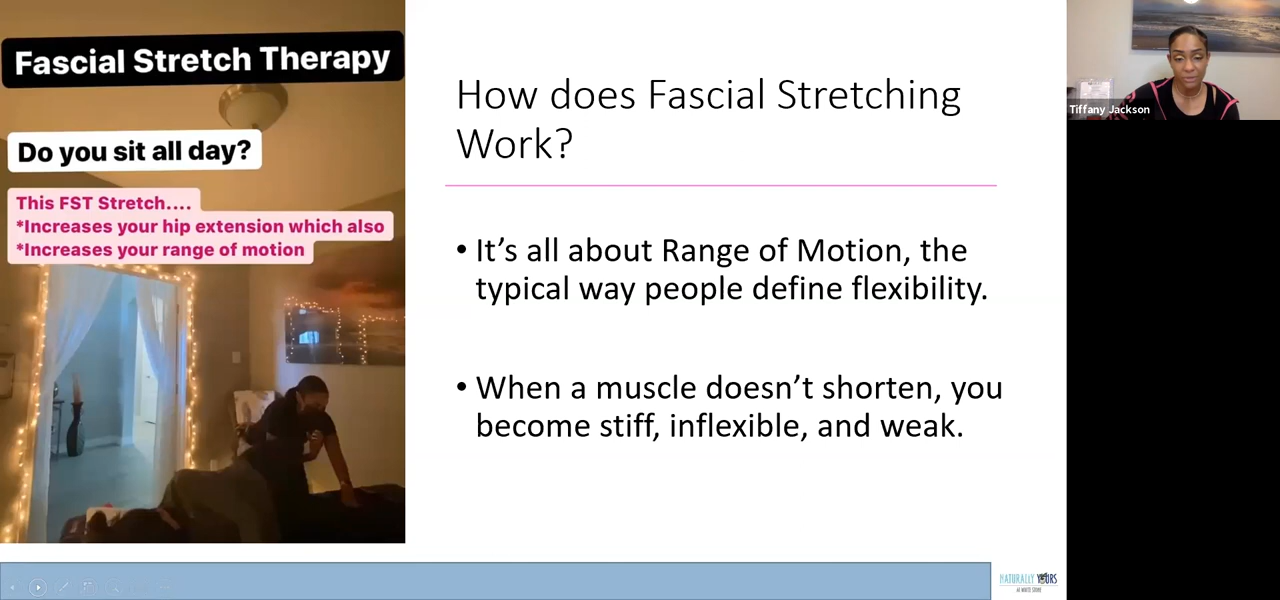 Fascial Stretch Therapy
Do you sit all day?
This FST Stretch....
*Increases your hip extension which also
*Increases your range of motion
How does Fascial Stretching
Work?
• It’s all about Range of Motion, the
typical way people define flexibility.
• When a muscle doesn’t shorten, you
become stiff, inflexible, and weak.
Tiffany Jackson
NATURALLY YOURS